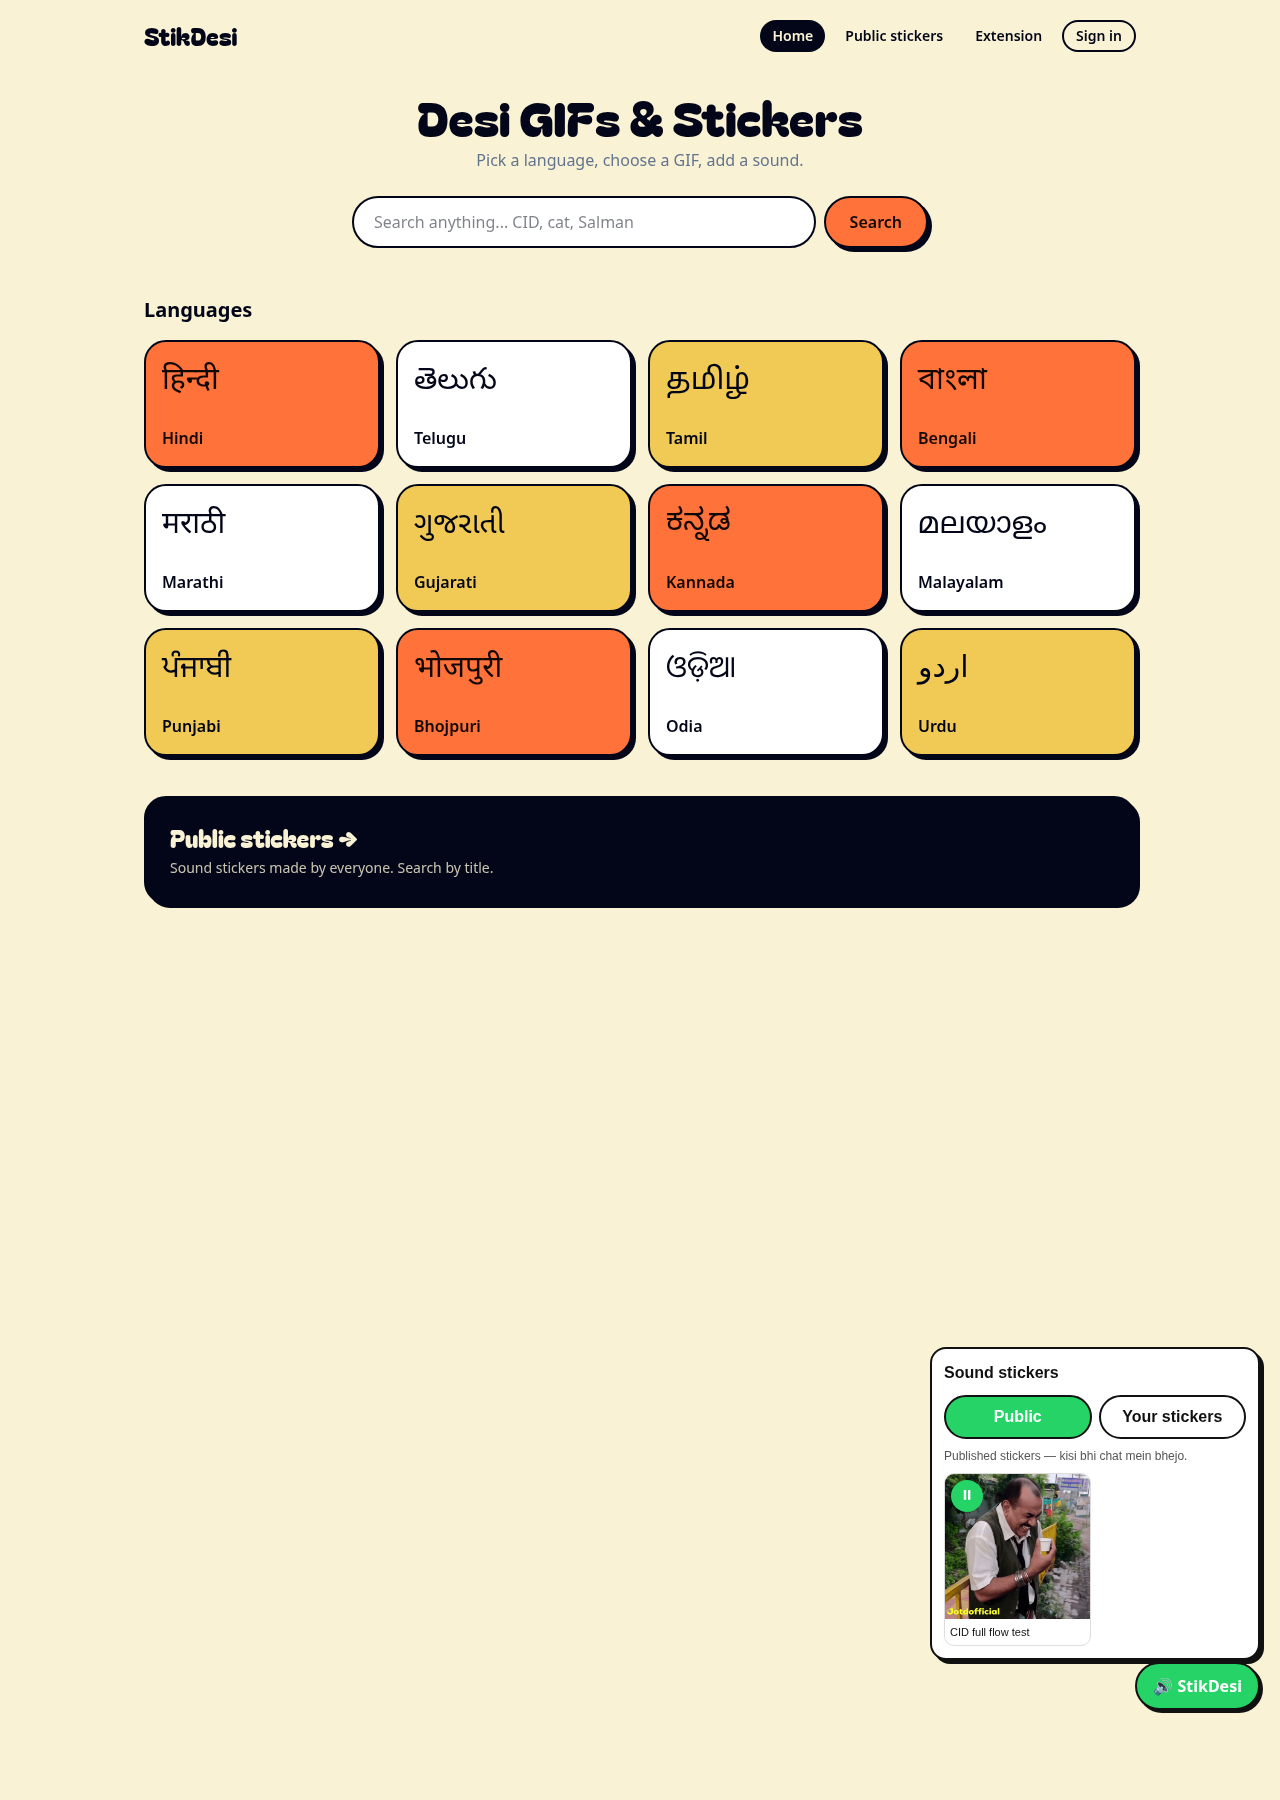 StikDesi
Home Public stickers Extension Sign in
Desi GIFs & Stickers
Pick a language, choose a GIF, add a sound.
Search anything... CID, cat, Salman Search
Languages
हिन्दी
Hindi
తెలుగు
Telugu
தமிழ்
Tamil
বাংলা
Bengali
मराठी
Marathi
ગુજરાતી
Gujarati
ಕನ್ನಡ
Kannada
മലയാളം
Malayalam
ਪੰਜਾਬੀ
Punjabi
भोजपुरी
Bhojpuri
ଓଡ଼ିଆ
Odia
اردو
Urdu
Public stickers →
Sound stickers made by everyone. Search by title.
Sound stickers
Public Your stickers
Published stickers — kisi bhi chat mein bhejo.
Jotdofficial
CID full flow test
🔊 StikDesi